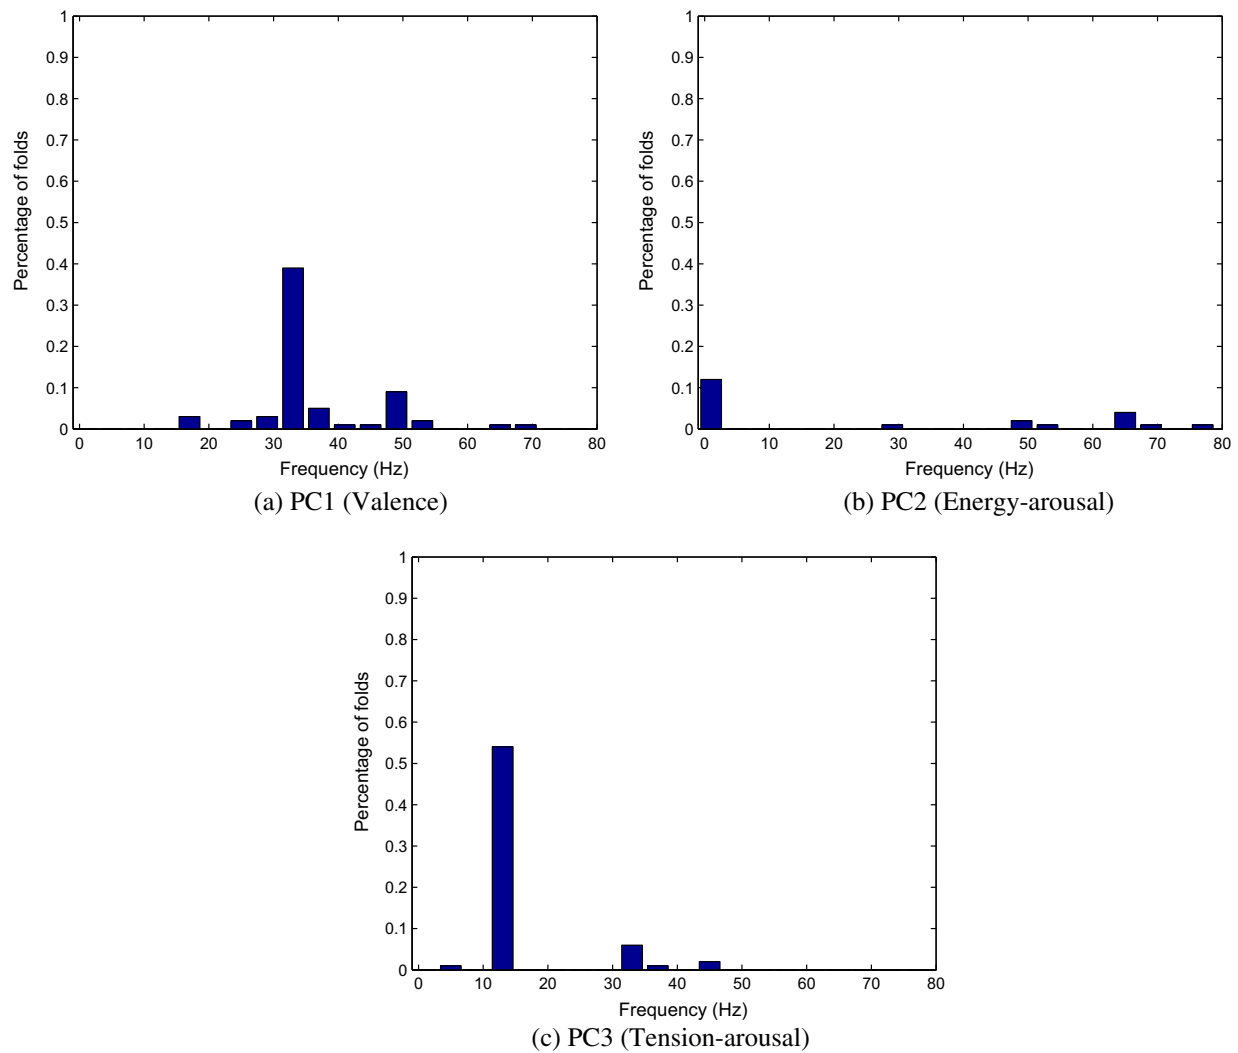 1
0.9
0.8
0.7
0.6
0.5
0.4
0.3
0.2
0.1
0
Percentage of folds
0 10 20 30 40 50 60 70 80
Frequency (Hz)
(a) PC1 (Valence)
1
0.9
0.8
0.7
0.6
0.5
0.4
0.3
0.2
0.1
0
Percentage of folds
0 10 20 30 40 50 60 70 80
Frequency (Hz)
(b) PC2 (Energy-arousal)
1
0.9
0.8
0.7
0.6
0.5
0.4
0.3
0.2
0.1
0
Percentage of folds
0 10 20 30 40 50 60 70 80
Frequency (Hz)
(c) PC3 (Tension-arousal)